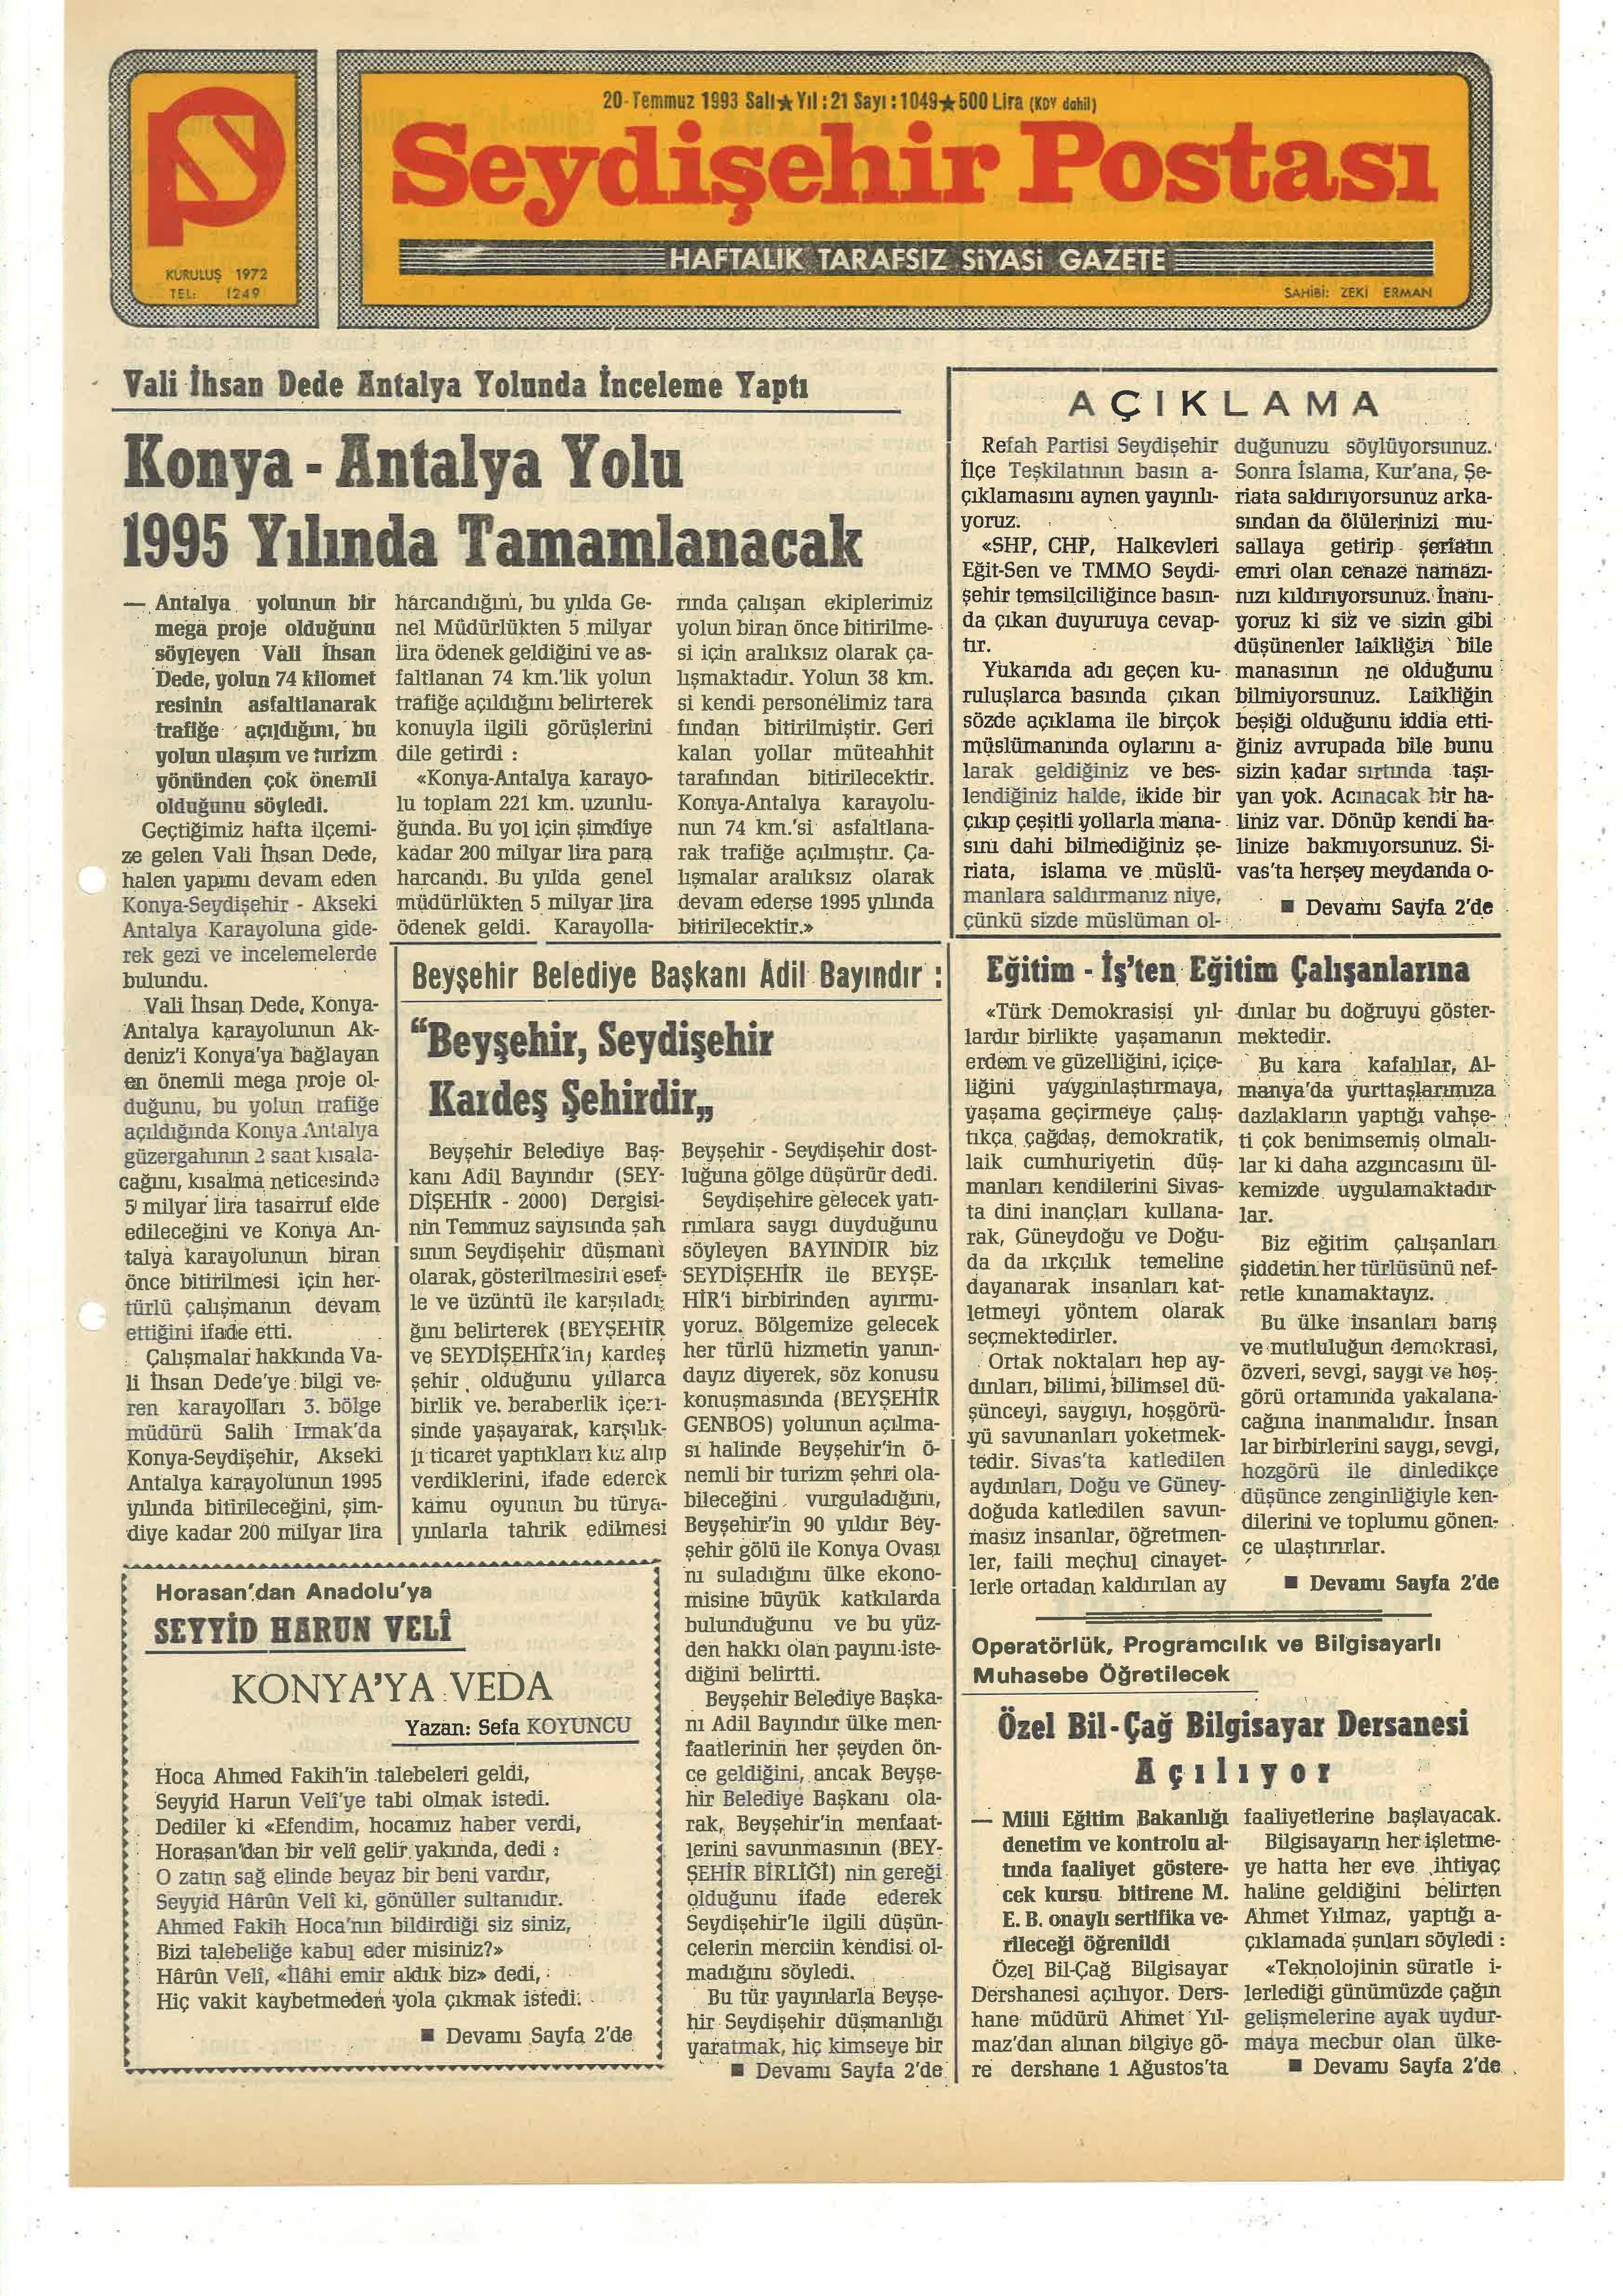 20-Temmuz 1993 Salı★Yıl:21 Sayı:1049★500 Lira (KDV dahil)
Seydişehir Postası
HAFTALIK TARAFSIZ SİYASİ GAZETE
KURULUŞ 1972
TEL: 1249
SAHİBİ: ZEKİ ERMAN
Vali İhsan Dede Antalya Yolunda İnceleme Yaptı
Konya - Antalya Yolu
1995 Yılında Tamamlanacak
— Antalya yolunun bir
mega proje olduğunu
söyleyen Vali İhsan
Dede, yolun 74 kilomet
resinin asfaltlanarak
trafiğe açıldığını, bu
yolun ulaşım ve turizm
yönünden çok önemli
olduğunu söyledi.
Geçtiğimiz hafta ilçemi-
ze gelen Vali İhsan Dede,
halen yapımı devam eden
Konya-Seydişehir - Akseki
Antalya Karayoluna gide-
rek gezi ve incelemelerde
bulundu.
Vali İhsan Dede, Konya-
Antalya karayolunun Ak-
deniz'i Konya'ya bağlayan
en önemli mega proje ol-
duğunu, bu yolun trafiğe
açıldığında Konya Antalya
güzergahının 2 saat kısala-
cağını, kısalma neticesinde
5 milyar lira tasarruf elde
edileceğini ve Konya An-
talya karayolunun biran
önce bitirilmesi için her-
türlü çalışmanın devam
ettiğini ifade etti.
Çalışmalar hakkında Va-
li İhsan Dede'ye bilgi ve-
ren karayolları 3. bölge
müdürü Salih Irmak'da
Konya-Seydişehir, Akseki
Antalya karayolunun 1995
yılında bitirileceğini, şim-
diye kadar 200 milyar lira
harcandığını, bu yılda Ge-
nel Müdürlükten 5 milyar
lira ödenek geldiğini ve as-
faltlanan 74 km.'lik yolun
trafiğe açıldığını belirterek
konuyla ilgili görüşlerini
dile getirdi :
«Konya-Antalya karayo-
lu toplam 221 km. uzunlu-
ğunda. Bu yol için şimdiye
kadar 200 milyar lira para
harcandı. Bu yılda genel
müdürlükten 5 milyar lira
ödenek geldi. Karayolla-
rında çalışan ekiplerimiz
yolun biran önce bitirilme-
si için aralıksız olarak ça-
lışmaktadır. Yolun 38 km.
si kendi personelimiz tara
fından bitirilmiştir. Geri
kalan yollar müteahhit
tarafından bitirilecektir.
Konya-Antalya karayolu-
nun 74 km.'si asfaltlana-
rak trafiğe açılmıştır. Ça-
lışmalar aralıksız olarak
devam ederse 1995 yılında
bitirilecektir.»
AÇIKLAMA
Refah Partisi Seydişehir
İlçe Teşkilatının basın a-
çıklamasını aynen yayınlı-
yoruz.
«SHP, CHP, Halkevleri
Eğit-Sen ve TMMO Seydi-
şehir temsilciliğince basın-
da çıkan duyuruya cevap-
tır.
Yukarıda adı geçen ku-
ruluşlarca basında çıkan
sözde açıklama ile birçok
müslümanında oylarını a-
larak geldiğiniz ve bes-
lendiğiniz halde, ikide bir
çıkıp çeşitli yollarla mana-
sını dahi bilmediğiniz şe-
riata, islama ve müslü-
manlara saldırmanız niye,
çünkü sizde müslüman ol-
duğunuzu söylüyorsunuz.
Sonra İslama, Kur'ana, Şe-
riata saldırıyorsunuz arka-
sından da ölülerinizi mu-
sallaya getirip şeriatın
emri olan cenaze namazı-
nızı kıldırıyorsunuz. İnanı-
yoruz ki siz ve sizin gibi
düşünenler laikliğin bile
manasının ne olduğunu
bilmiyorsunuz. Laikliğin
beşiği olduğunu iddia etti-
ğiniz avrupada bile bunu
sizin kadar sırtında taşı-
yan yok. Acınacak bir ha-
liniz var. Dönüp kendi ha-
linize bakmıyorsunuz. Si-
vas'ta herşey meydanda o-
■ Devamı Sayfa 2'de
Beyşehir Belediye Başkanı Adil Bayındır :
“Beyşehir, Seydişehir
Kardeş Şehirdir„
Beyşehir Belediye Baş-
kanı Adil Bayındır (SEY-
DİŞEHİR - 2000) Dergisi-
nin Temmuz sayısında şah
sının Seydişehir düşmanı
olarak, gösterilmesini esef-
le ve üzüntü ile karşıladı-
ğını belirterek (BEYŞEHİR
ve SEYDİŞEHİR'in) kardeş
şehir olduğunu yıllarca
birlik ve beraberlik içeri-
sinde yaşayarak, karşılık-
lı ticaret yaptıkları kız alıp
verdiklerini, ifade ederek
kamu oyunun bu türya-
yınlarla tahrik edilmesi
Beyşehir - Seydişehir dost-
luğuna gölge düşürür dedi.
Seydişehire gelecek yatı-
rımlara saygı duyduğunu
söyleyen BAYINDIR biz
SEYDİŞEHİR ile BEYŞE-
HİR'i birbirinden ayırmı-
yoruz. Bölgemize gelecek
her türlü hizmetin yanın-
dayız diyerek, söz konusu
konuşmasında (BEYŞEHİR
GENBOS) yolunun açılma-
sı halinde Beyşehir'in ö-
nemli bir turizm şehri ola-
bileceğini vurguladığını,
Beyşehir'in 90 yıldır Bey-
şehir gölü ile Konya Ovası
nı suladığını ülke ekono-
misine büyük katkılarda
bulunduğunu ve bu yüz-
den hakkı olan payını iste-
diğini belirtti.
Beyşehir Belediye Başka-
nı Adil Bayındır ülke men-
faatlerinin her şeyden ön-
ce geldiğini, ancak Beyşe-
hir Belediye Başkanı ola-
rak, Beyşehir'in menfaat-
lerini savunmasının (BEY-
ŞEHİR BİRLİĞİ) nin gereği
olduğunu ifade ederek
Seydişehir'le ilgili düşün-
celerin merciin kendisi ol-
madığını söyledi.
Bu tür yayınlarla Beyşe-
hir Seydişehir düşmanlığı
yaratmak, hiç kimseye bir
■ Devamı Sayfa 2'de
Eğitim - İş'ten Eğitim Çalışanlarına
«Türk Demokrasisi yıl-
lardır birlikte yaşamanın
erdem ve güzelliğini, içiçe-
liğini yaygınlaştırmaya,
yaşama geçirmeye çalış-
tıkça çağdaş, demokratik,
laik cumhuriyetin düş-
manları kendilerini Sivas-
ta dini inançları kullana-
rak, Güneydoğu ve Doğu-
da da ırkçılık temeline
dayanarak insanları kat-
letmeyi yöntem olarak
seçmektedirler.
Ortak noktaları hep ay-
dınları, bilimi, bilimsel dü-
şünceyi, saygıyı, hoşgörü-
yü savunanları yoketmek-
tedir. Sivas'ta katledilen
aydınları, Doğu ve Güney-
doğuda katledilen savun-
masız insanlar, öğretmen-
ler, faili meçhul cinayet-
lerle ortadan kaldırılan ay
dınlar bu doğruyu göster-
mektedir.
Bu kara kafalılar, Al-
manya'da yurttaşlarımıza
dazlakların yaptığı vahşe-
ti çok benimsemiş olmalı-
lar ki daha azgıncasını ül-
kemizde uygulamaktadır-
lar.
Biz eğitim çalışanları
şiddetin her türlüsünü nef-
retle kınamaktayız.
Bu ülke insanları barış
ve mutluluğun demokrasi,
özveri, sevgi, saygı ve hoş-
görü ortamında yakalana-
cağına inanmalıdır. İnsan
lar birbirlerini saygı, sevgi,
hozgörü ile dinledikçe
düşünce zenginliğiyle ken-
dilerini ve toplumu gönen-
çe ulaştırırlar.
■ Devamı Sayfa 2'de
Horasan'dan Anadolu'ya
SEYYİD HARUN VELÎ
KONYA'YA VEDA
Yazan: Sefa KOYUNCU
Hoca Ahmed Fakih'in talebeleri geldi,
Seyyid Harun Velî'ye tabi olmak istedi.
Dediler ki «Efendim, hocamız haber verdi,
Horasan'dan bir velî gelir yakında, dedi :
O zatın sağ elinde beyaz bir beni vardır,
Seyyid Hârûn Velî ki, gönüller sultanıdır.
Ahmed Fakih Hoca'nın bildirdiği siz siniz,
Bizi talebeliğe kabul eder misiniz?»
Hârûn Velî, «İlâhi emir aldık biz» dedi,
Hiç vakit kaybetmeden yola çıkmak istedi.
■ Devamı Sayfa 2'de
Operatörlük, Programcılık ve Bilgisayarlı
Muhasebe Öğretilecek
Özel Bil-Çağ Bilgisayar Dersanesi
Açılıyor
— Milli Eğitim Bakanlığı
denetim ve kontrolu al-
tında faaliyet göstere-
cek kursu bitirene M.
E. B. onaylı sertifika ve-
rileceği öğrenildi
Özel Bil-Çağ Bilgisayar
Dershanesi açılıyor. Ders-
hane müdürü Ahmet Yıl-
maz'dan alınan bilgiye gö-
re dershane 1 Ağustos'ta
faaliyetlerine başlayacak.
Bilgisayarın her işletme-
ye hatta her eve ihtiyaç
haline geldiğini belirten
Ahmet Yılmaz, yaptığı a-
çıklamada şunları söyledi :
«Teknolojinin süratle i-
lerlediği günümüzde çağın
gelişmelerine ayak uydur-
maya mecbur olan ülke-
■ Devamı Sayfa 2'de